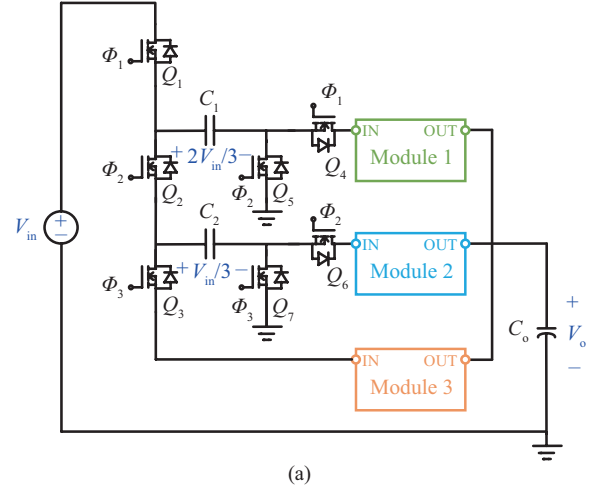 Φ1
Q1
C1
Φ1
IN
OUT
Module 1
+ 2Vin/3 −
Q4
Φ2
Q2
Φ2
Q5
C2
Φ2
Vin
+
−
IN
OUT
Module 2
+ Vin/3 −
Q6
Φ3
Q3
Φ3
Q7
Co
+
Vo
−
IN
OUT
Module 3
(a)